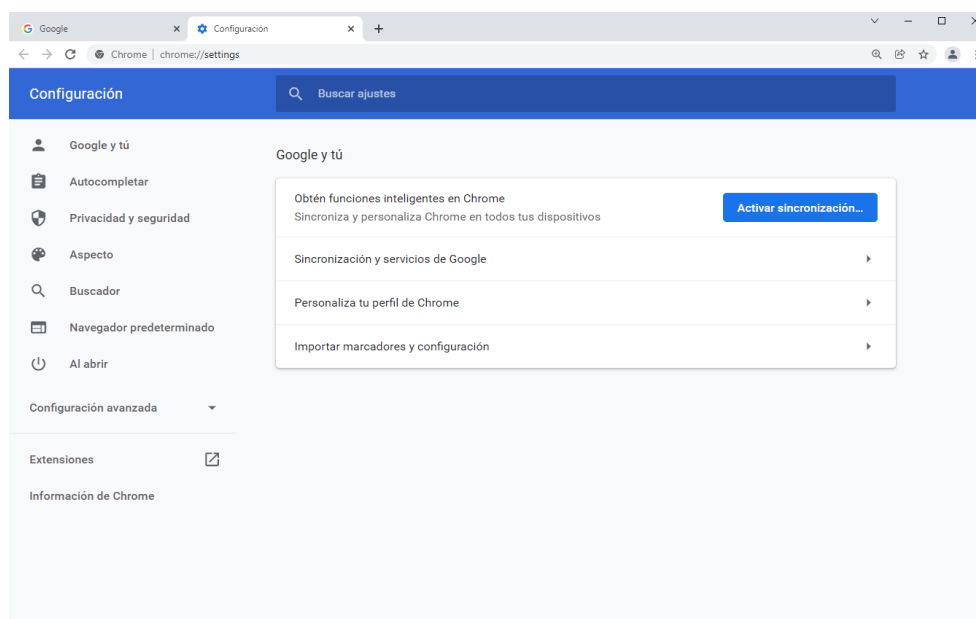 Google
Configuración
Chrome | chrome://settings
Configuración
Buscar ajustes
Google y tú
Autocompletar
Privacidad y seguridad
Aspecto
Buscador
Navegador predeterminado
Al abrir
Configuración avanzada
Extensiones
Información de Chrome
Google y tú
Obtén funciones inteligentes en Chrome
Sincroniza y personaliza Chrome en todos tus dispositivos
Activar sincronización...
Sincronización y servicios de Google
Personaliza tu perfil de Chrome
Importar marcadores y configuración